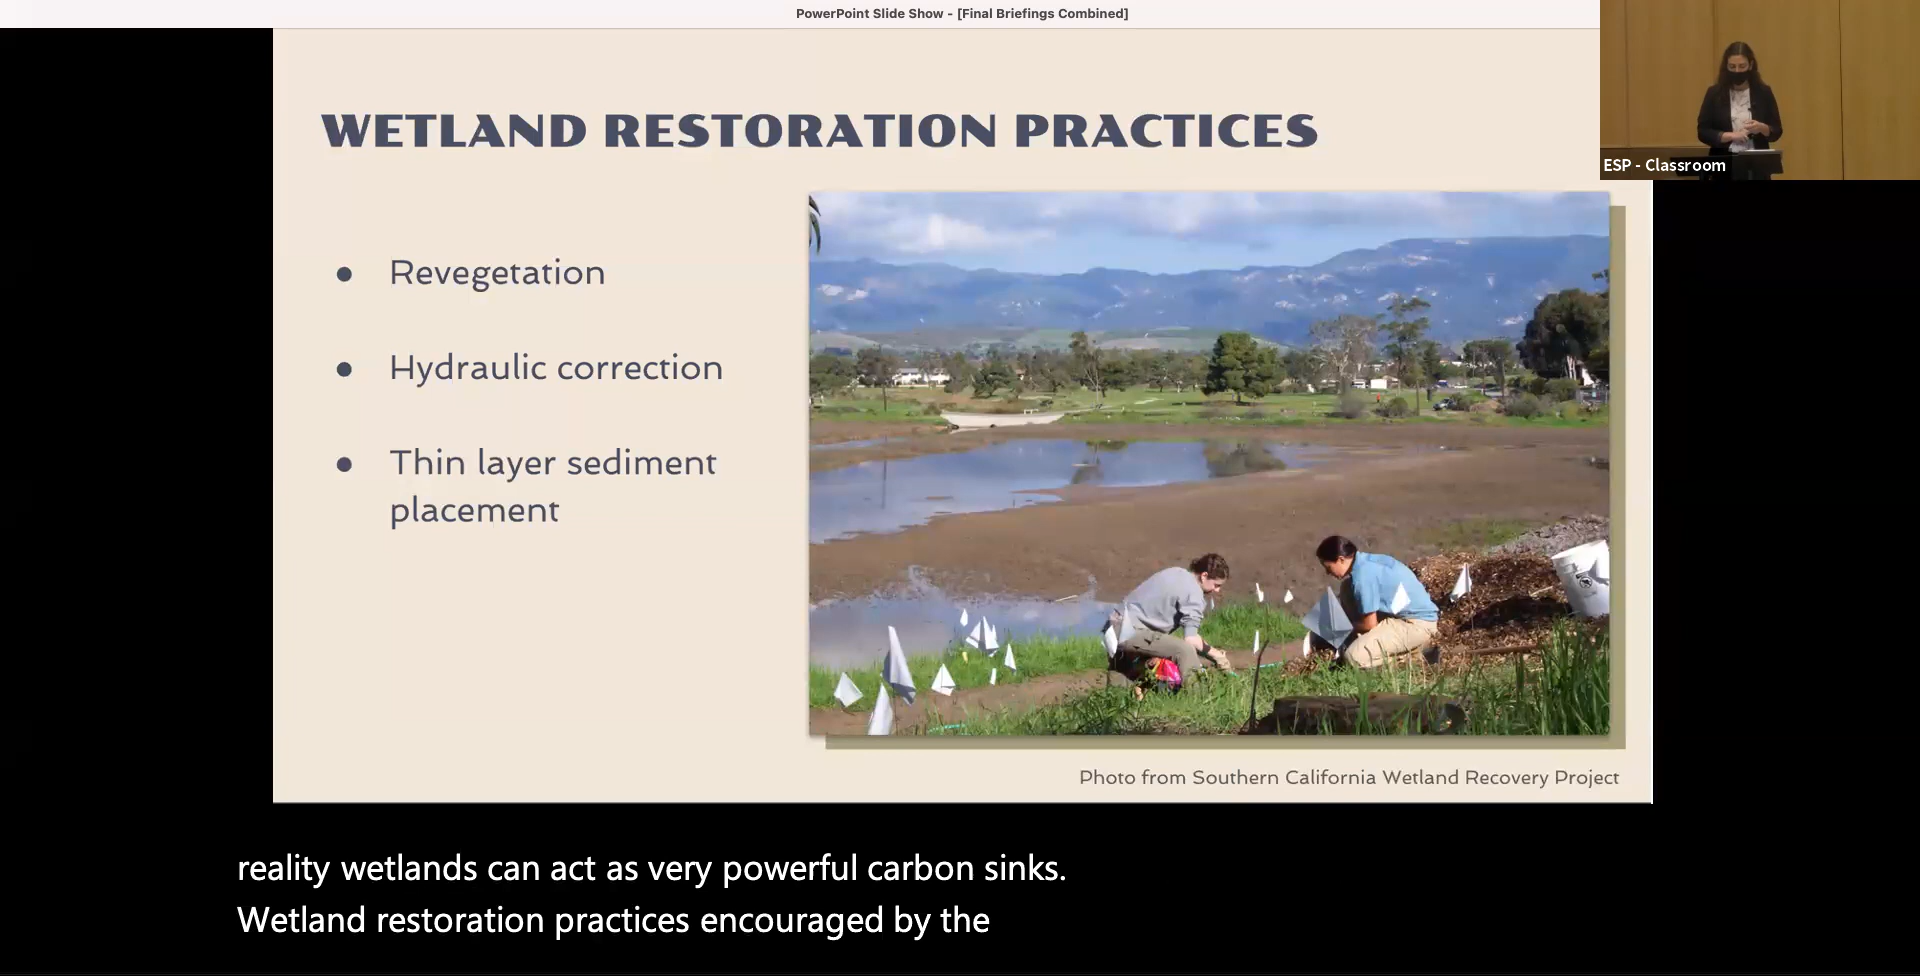 PowerPoint Slide Show - [Final Briefings Combined]
WETLAND RESTORATION PRACTICES
ESP - Classroom
● Revegetation
● Hydraulic correction
● Thin layer sediment
placement
Photo from Southern California Wetland Recovery Project
reality wetlands can act as very powerful carbon sinks.
Wetland restoration practices encouraged by the